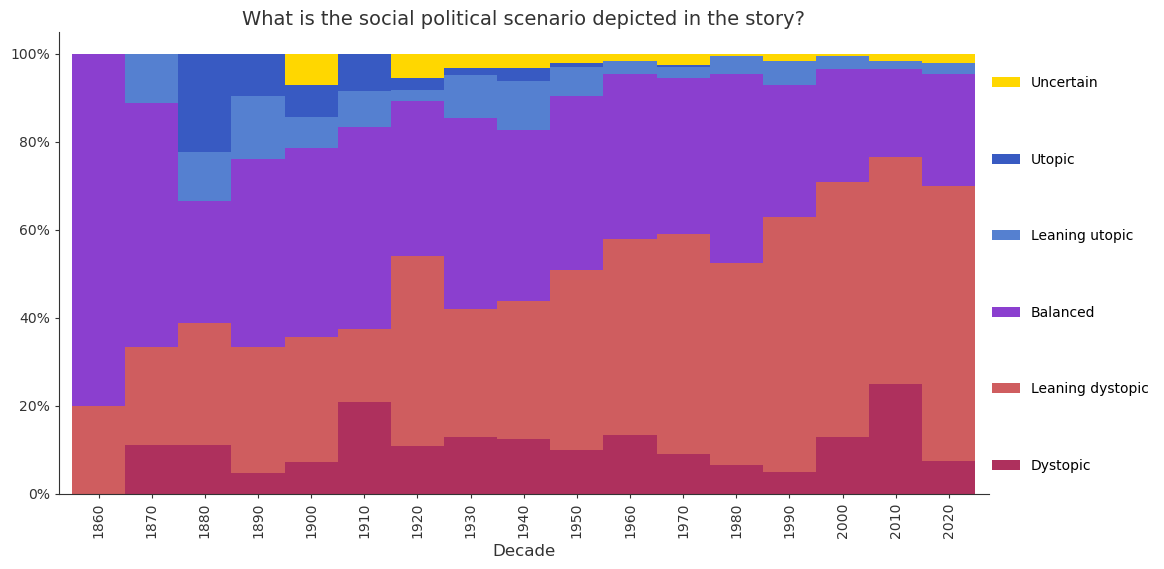 What is the social political scenario depicted in the story?
100%
80%
60%
40%
20%
0%
1860
1870
1880
1890
1900
1910
1920
1930
1940
1950
1960
1970
1980
1990
2000
2010
2020
Decade
Uncertain
Utopic
Leaning utopic
Balanced
Leaning dystopic
Dystopic